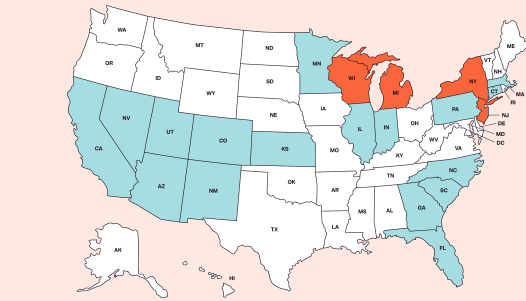 WA
MT
ND
MN
ME
VT
NH
OR
ID
WY
SD
WI
MI
NY
MA
CT
RI
NV
UT
CO
NE
IA
IL
IN
OH
PA
NJ
DE
MD
DC
CA
KS
MO
KY
WV
VA
AZ
NM
OK
AR
TN
NC
SC
TX
LA
MS
AL
GA
FL
AK
HI